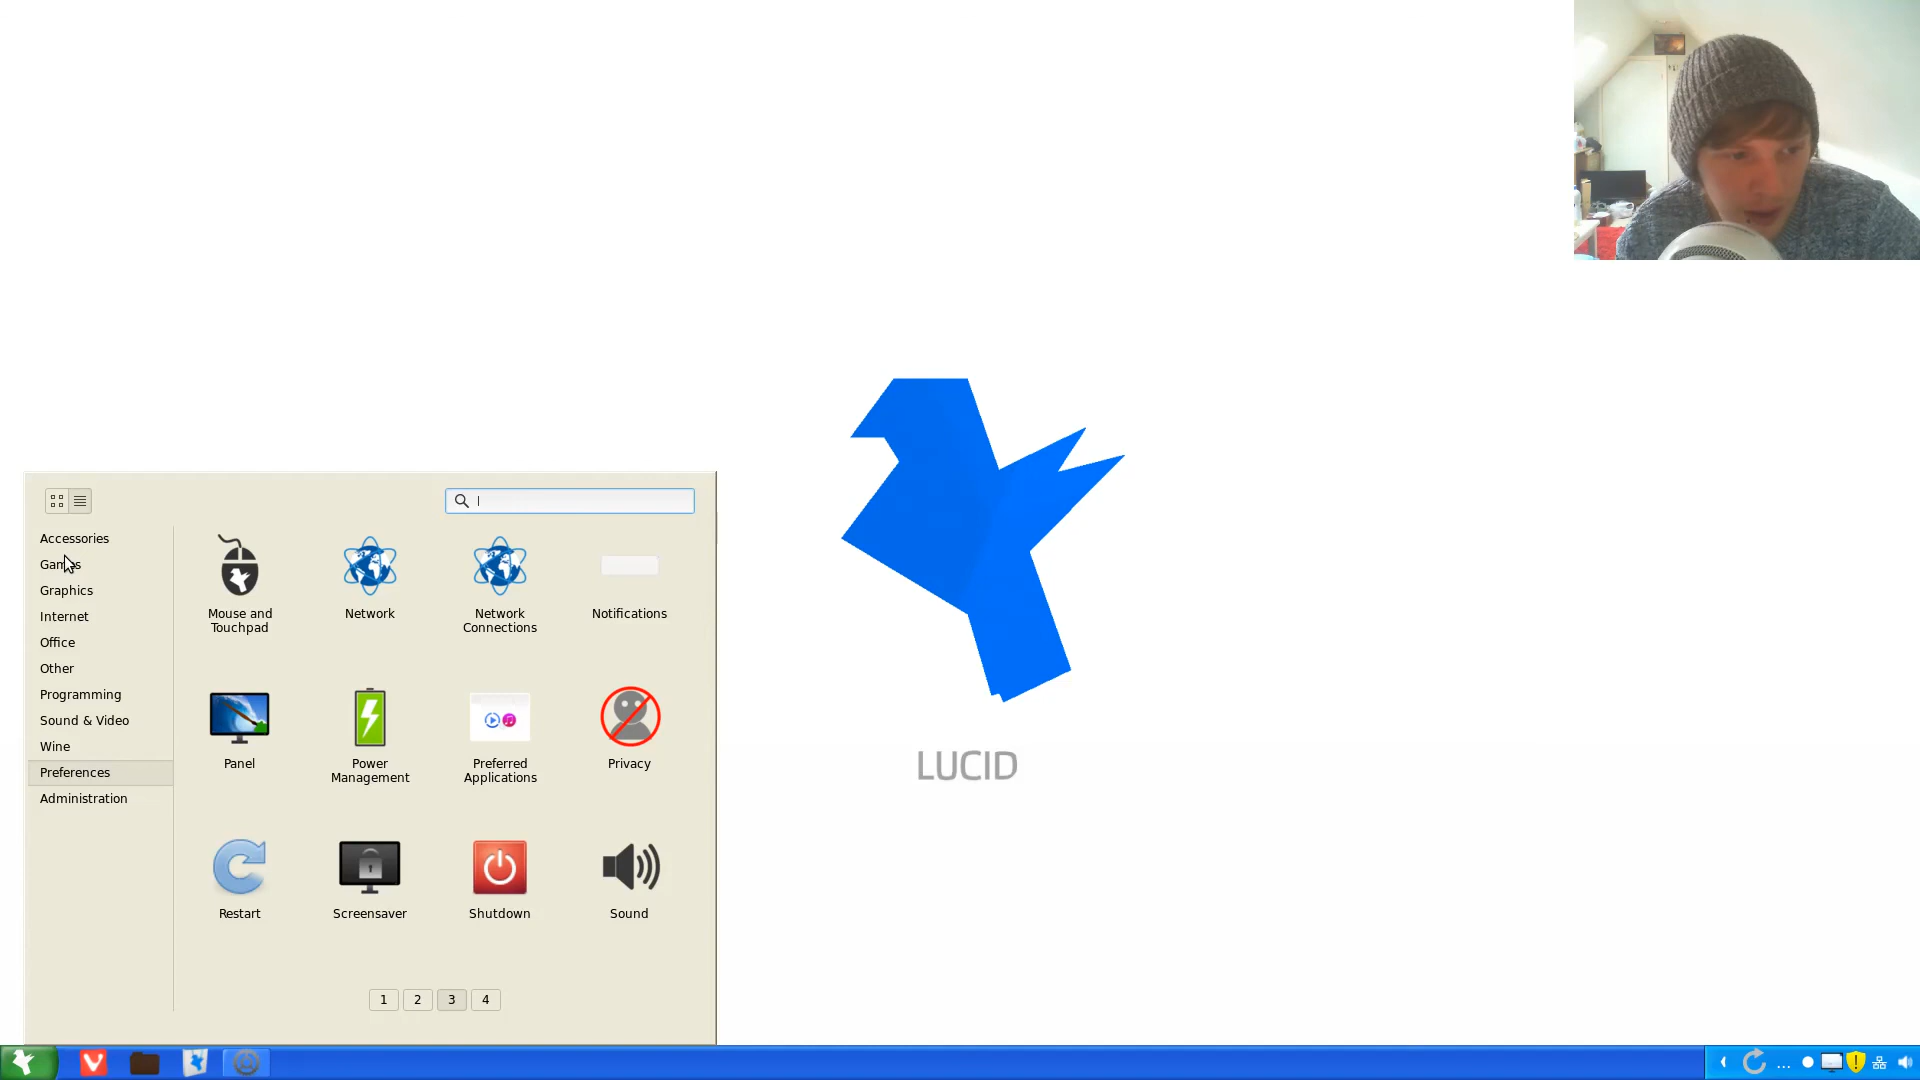 Accessories
Games
Graphics
Internet
Office
Other
Programming
Sound & Video
Wine
Preferences
Administration
Mouse and
Touchpad
Network
Network
Connections
Notifications
Panel
Power
Management
Preferred
Applications
Privacy
Restart
Screensaver
Shutdown
Sound
1 2 3 4
LUCID
...